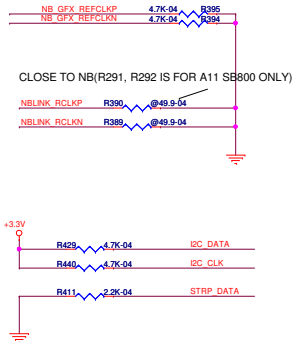 NB_GFX_REFCLKP 4.7K-04 R395
NB_GFX_REFCLKN 4.7K-04 R394
CLOSE TO NB(R291, R292 IS FOR A11 SB800 ONLY)
NBLINK_RCLKP R390 @49.9-04
NBLINK_RCLKN R389 @49.9-04
+3.3V
R429 4.7K-04 I2C_DATA
R440 4.7K-04 I2C_CLK
R411 2.2K-04 STRP_DATA